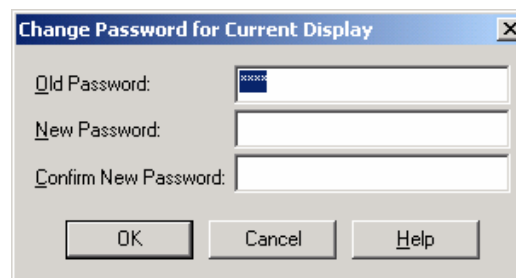 Change Password for Current Display
Old Password:
****
New Password:
Confirm New Password:
OK Cancel Help